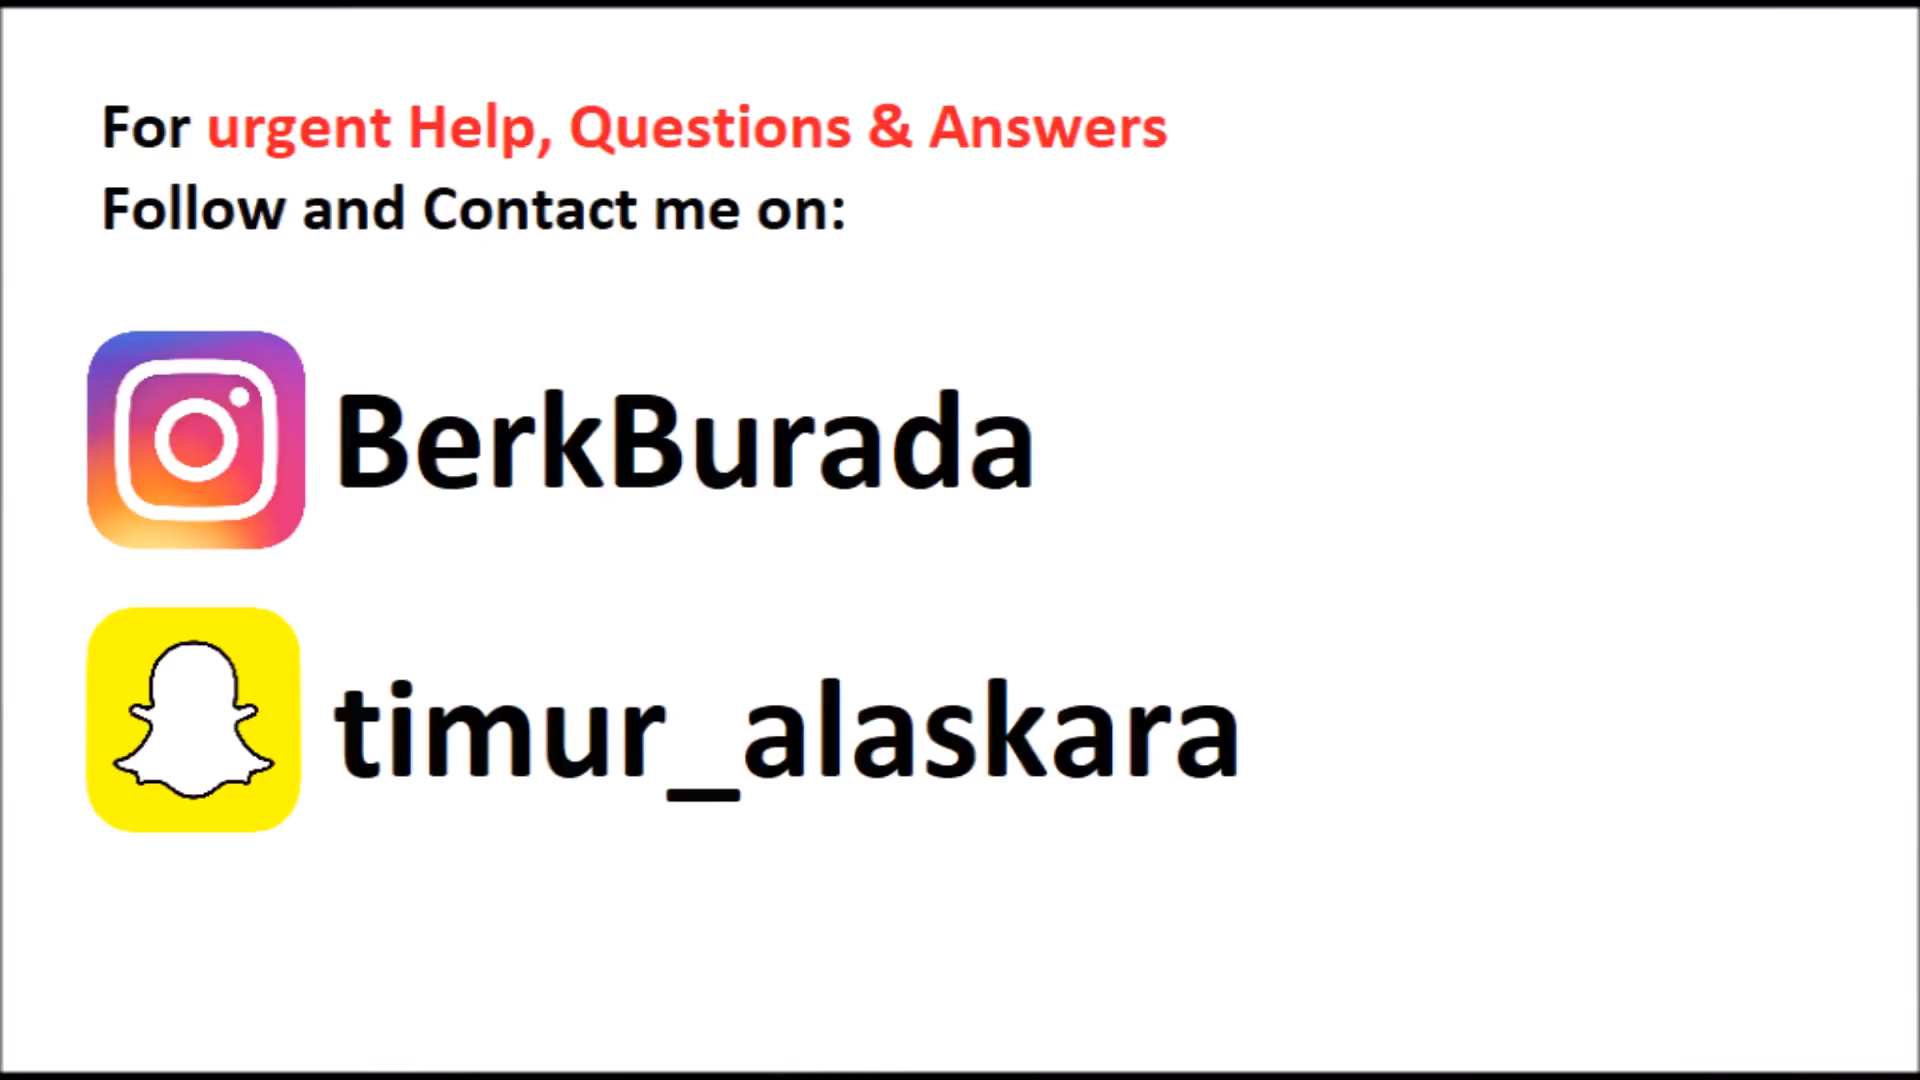 For urgent Help, Questions & Answers
Follow and Contact me on:
BerkBurada
timur_alaskara